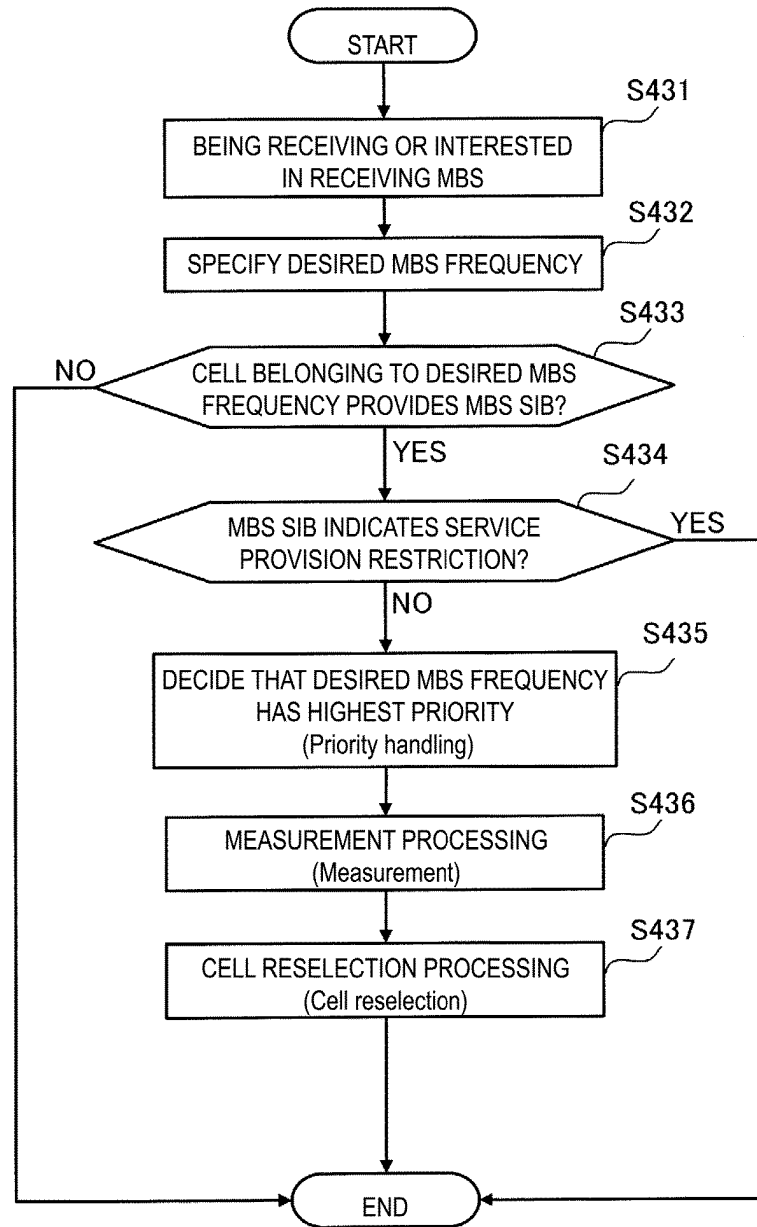 START
S431
BEING RECEIVING OR INTERESTED
IN RECEIVING MBS
S432
SPECIFY DESIRED MBS FREQUENCY
S433
NO
CELL BELONGING TO DESIRED MBS
FREQUENCY PROVIDES MBS SIB?
YES
S434
MBS SIB INDICATES SERVICE
PROVISION RESTRICTION?
YES
NO
S435
DECIDE THAT DESIRED MBS FREQUENCY
HAS HIGHEST PRIORITY
(Priority handling)
S436
MEASUREMENT PROCESSING
(Measurement)
S437
CELL RESELECTION PROCESSING
(Cell reselection)
END